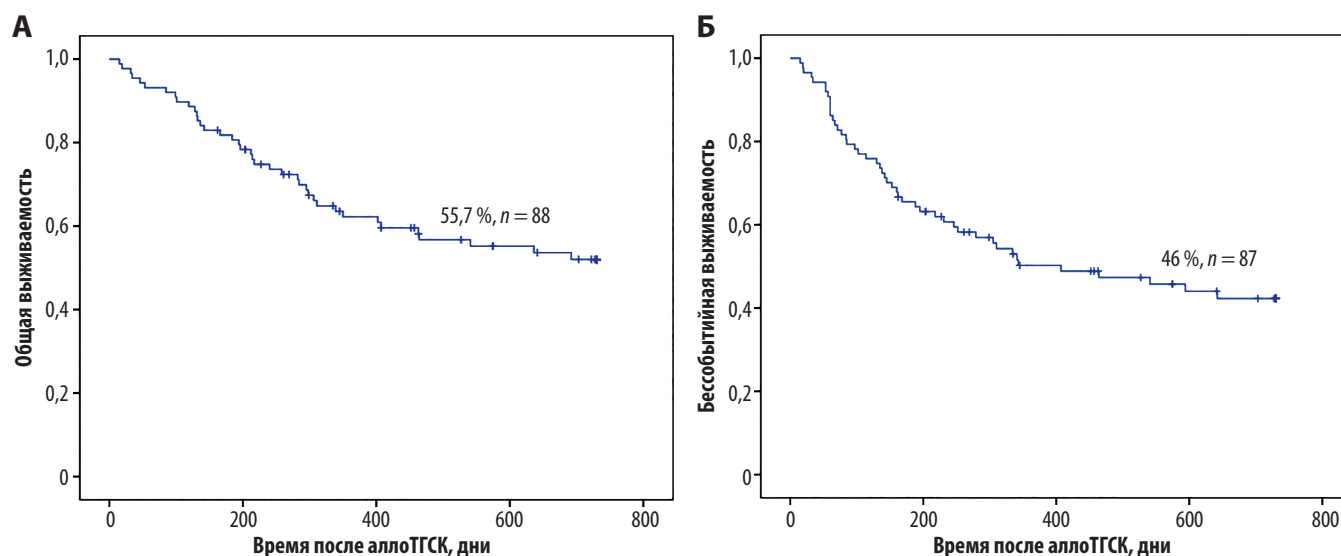 А
Общая выживаемость
1,0
0,8
0,6
0,4
0,2
0
55,7 %, n = 88
0
200
400
600
800
Время после аллоТГСК, дни
Б
Бессобытийная выживаемость
1,0
0,8
0,6
0,4
0,2
0
46 %, n = 87
0
200
400
600
800
Время после аллоТГСК, дни